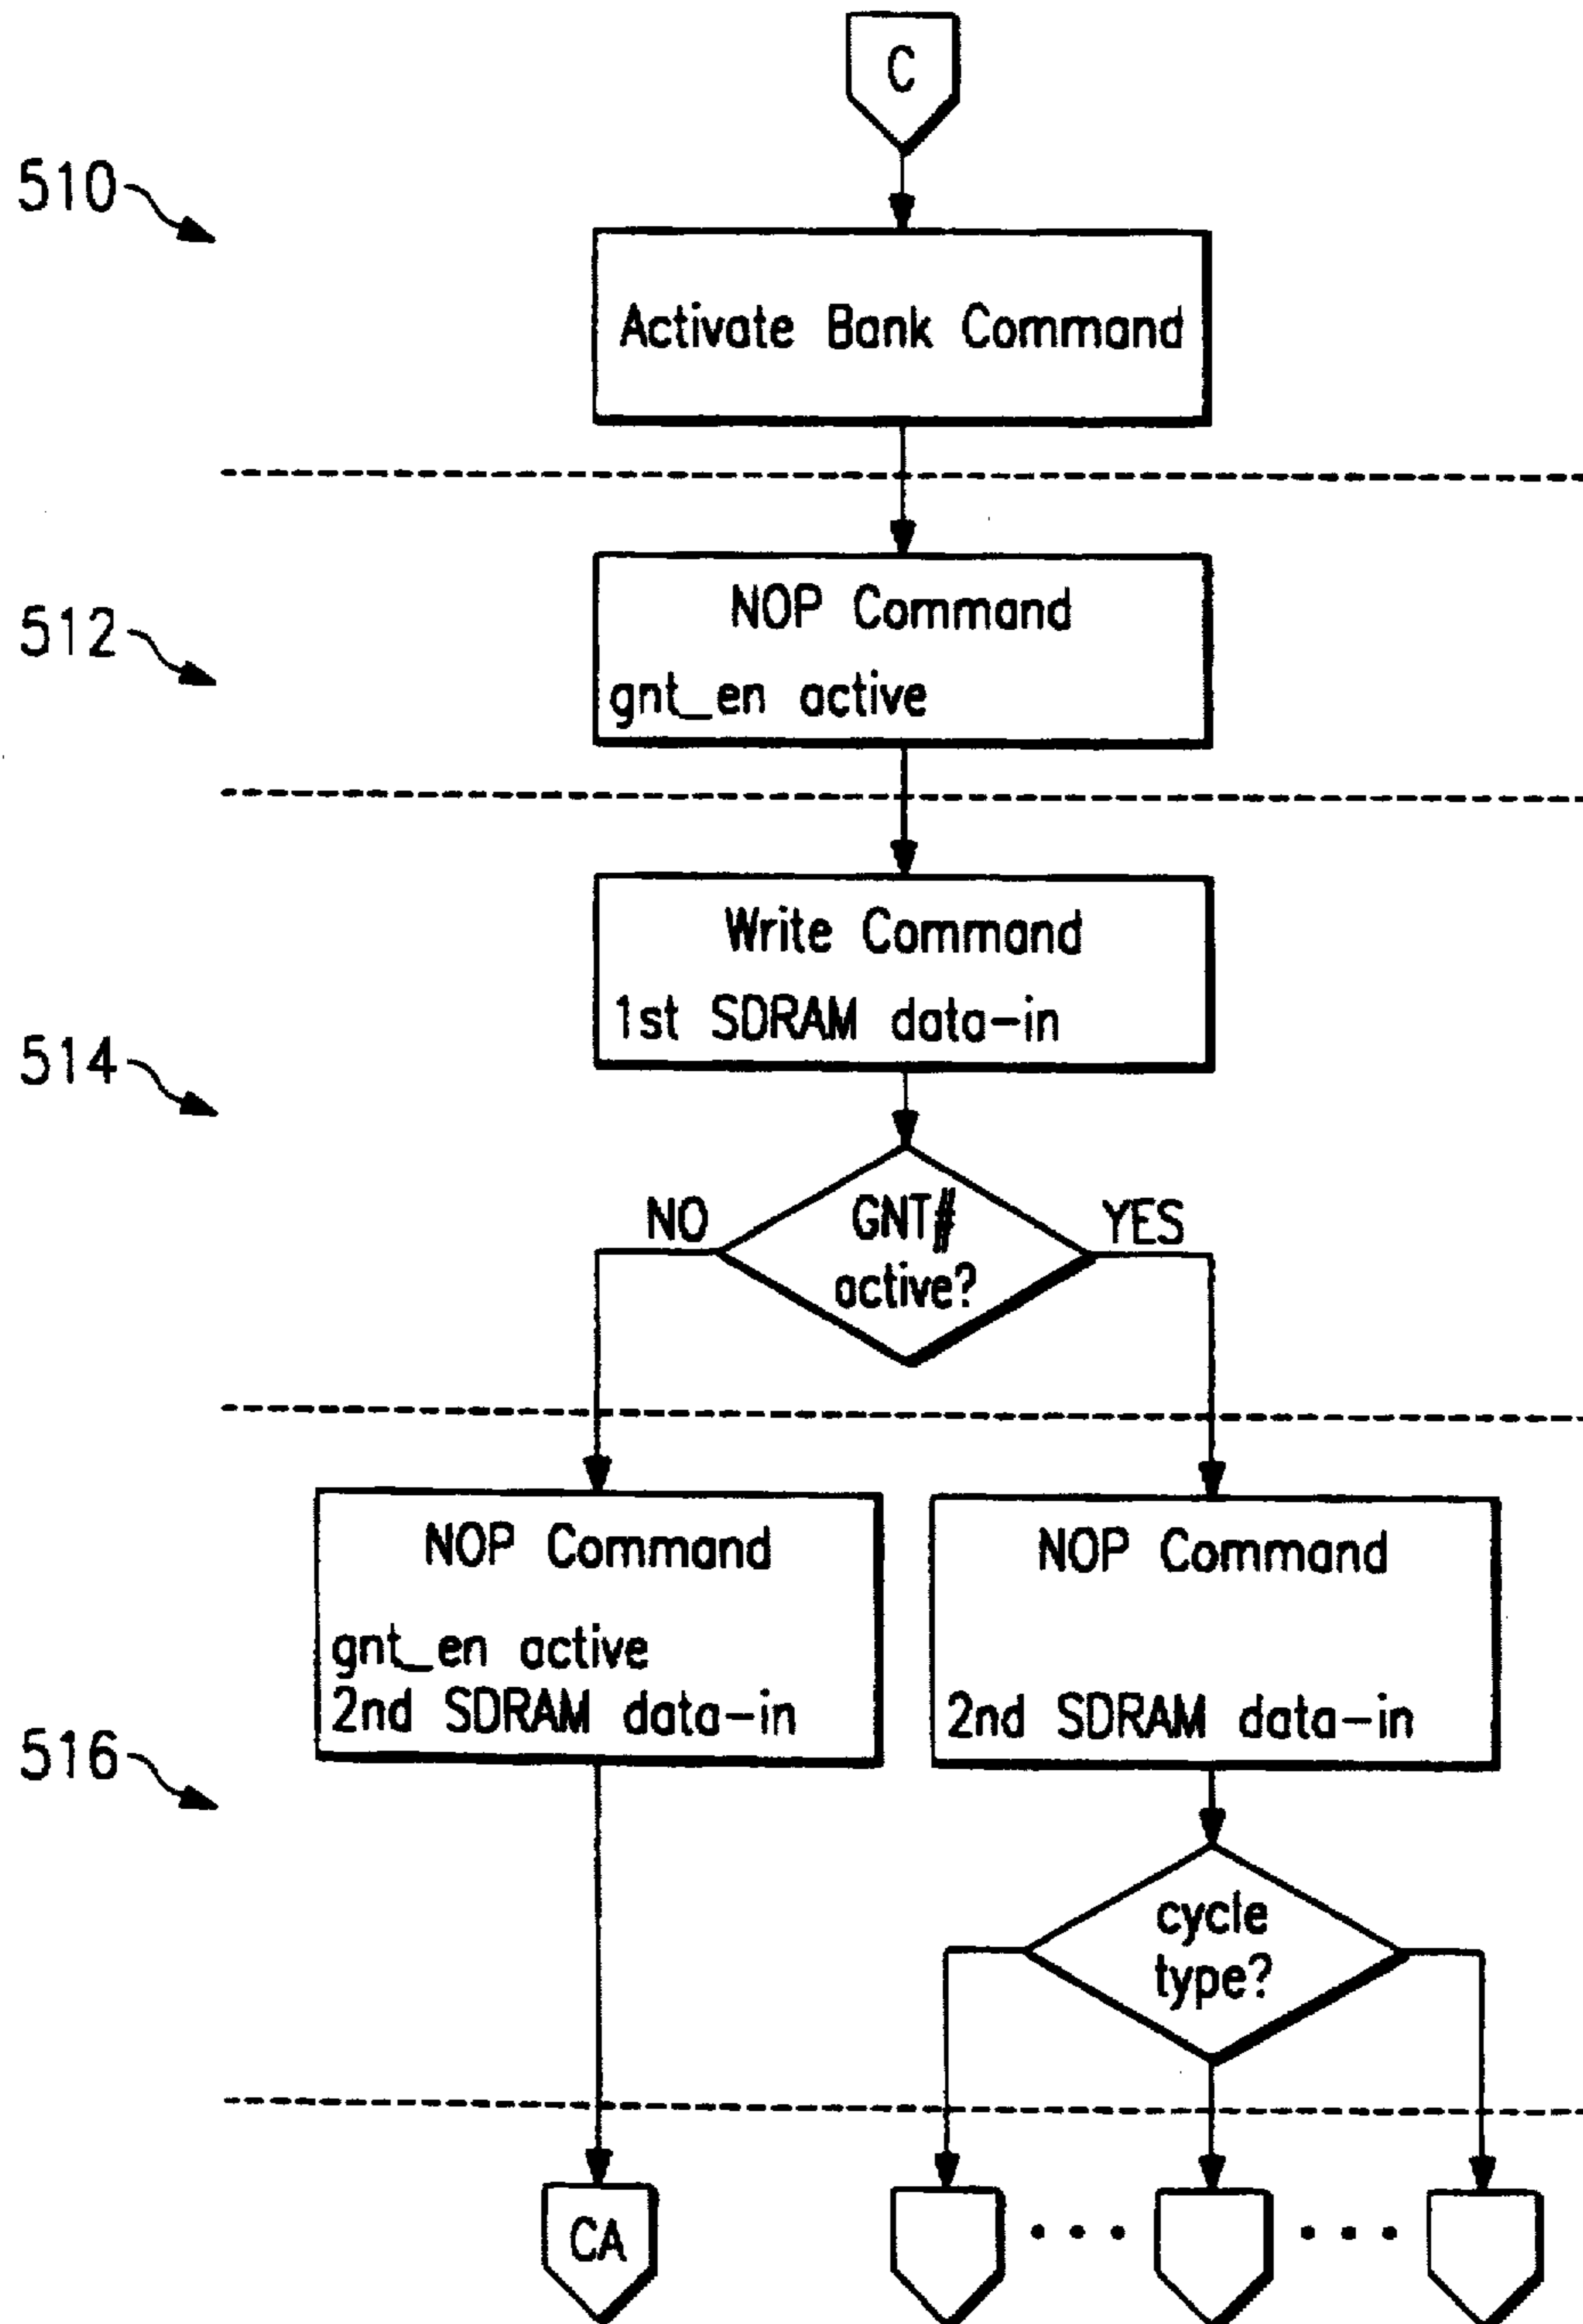 C
510
Activate Bank Command
512
NOP Command
gnt_en active
514
Write Command
1st SDRAM data-in
NO
GNT#
active?
YES
516
NOP Command
gnt_en active
2nd SDRAM data-in
NOP Command
2nd SDRAM data-in
cycle
type?
CA